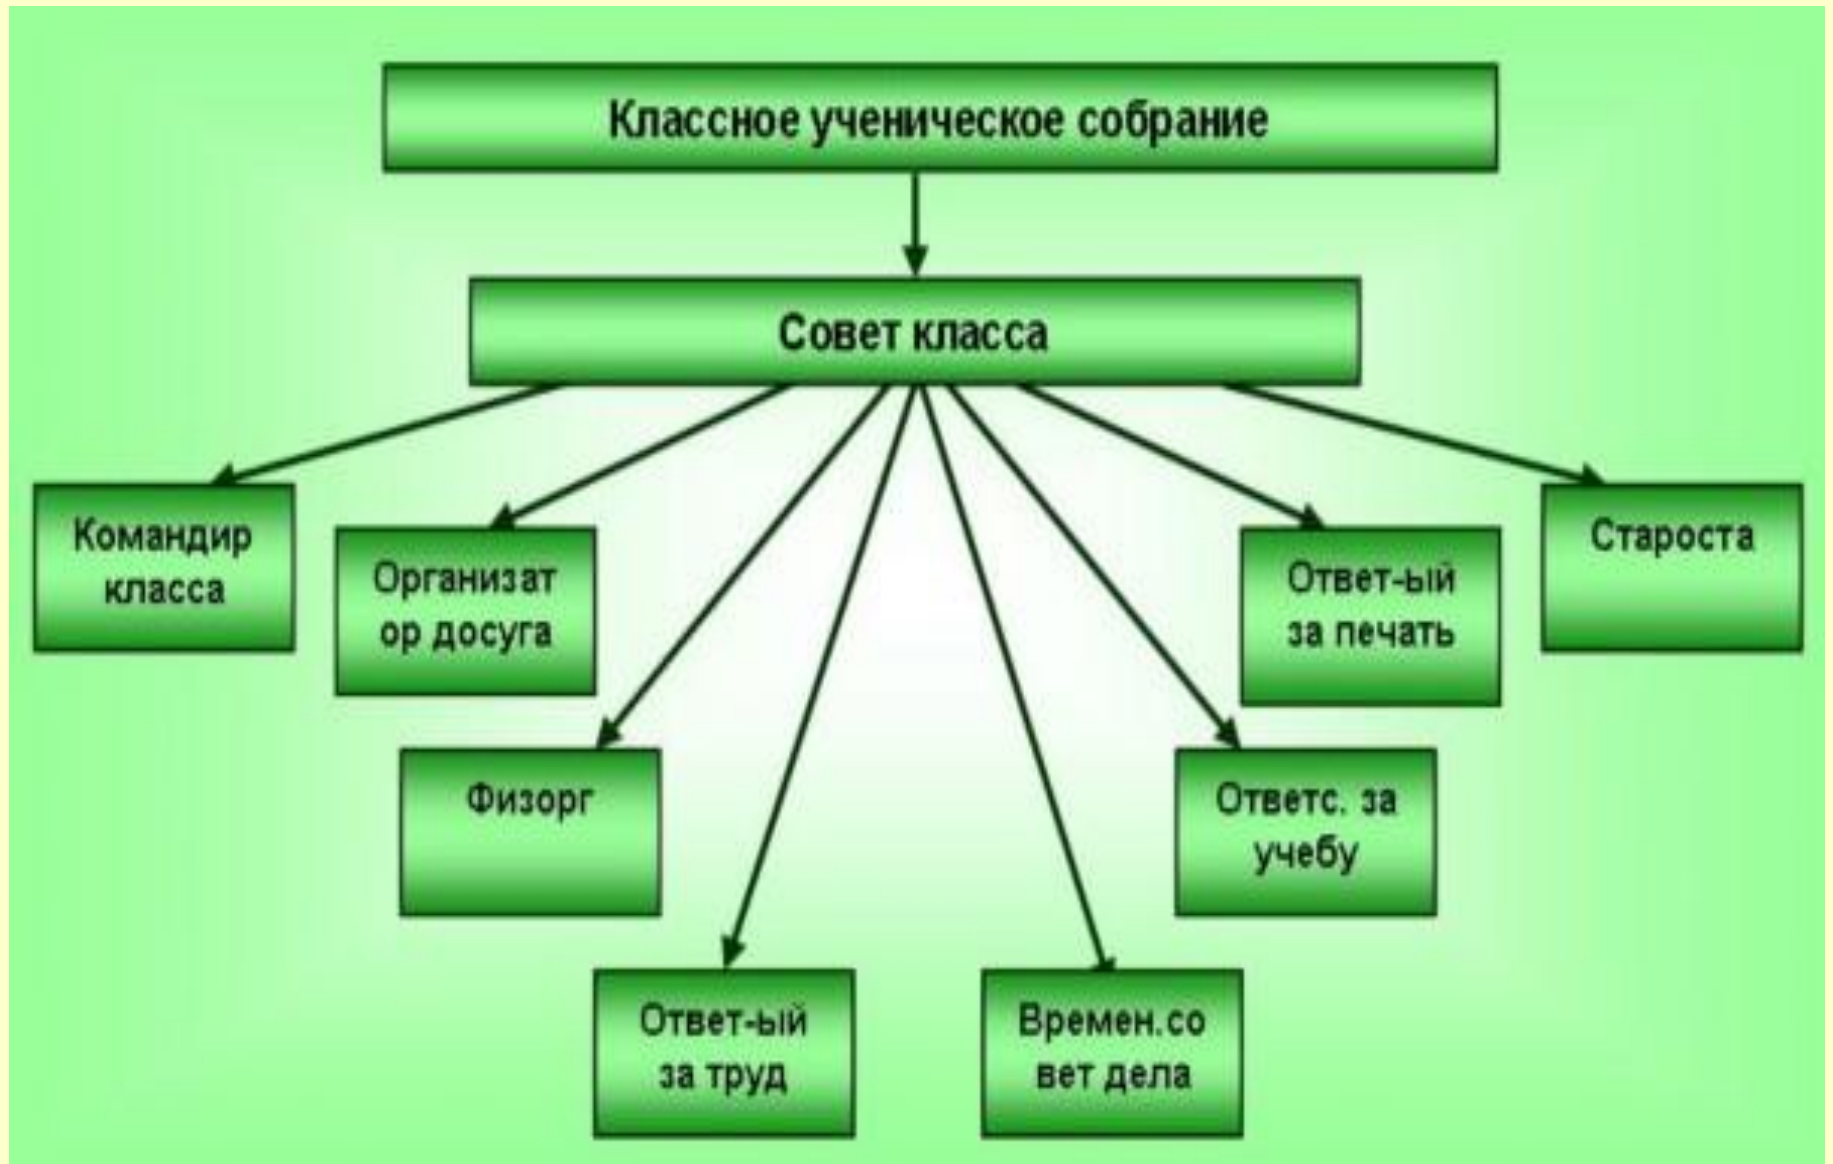 Классное ученическое собрание
Совет класса
Командир
класса
Организат
ор досуга
Физорг
Ответ-ый
за труд
Времен.со
вет дела
Ответс. за
учебу
Ответ-ый
за печать
Староста